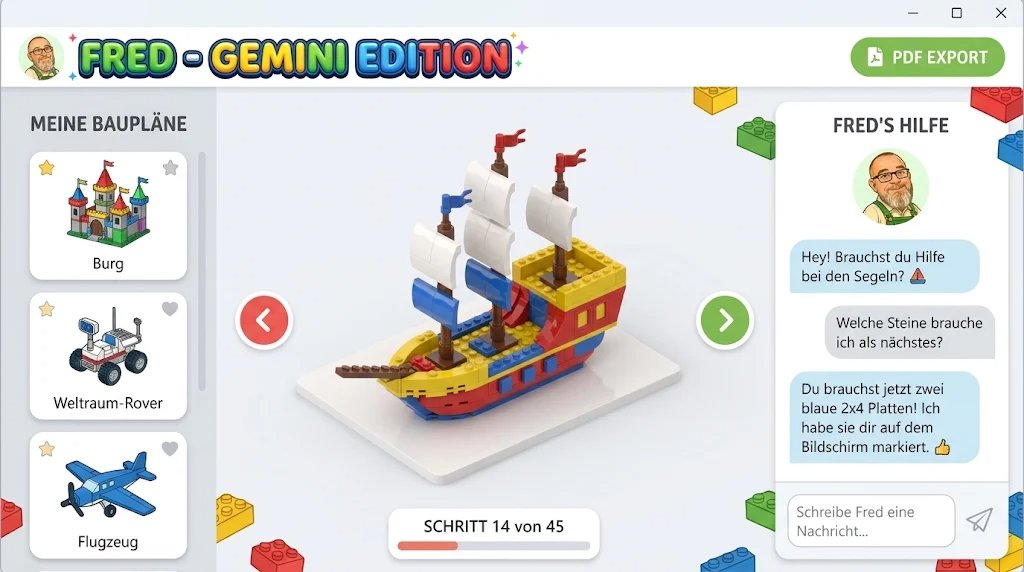 FRED - GEMINI EDITION
PDF EXPORT
MEINE BAUPLÄNE
Burg
Weltraum-Rover
Flugzeug
SCHRITT 14 von 45
FRED'S HILFE
Hey! Brauchst du Hilfe
bei den Segeln?
Welche Steine brauche
ich als nächstes?
Du brauchst jetzt zwei
blaue 2x4 Platten! Ich
habe sie dir auf dem
Bildschirm markiert.
Schreibe Fred eine
Nachricht...